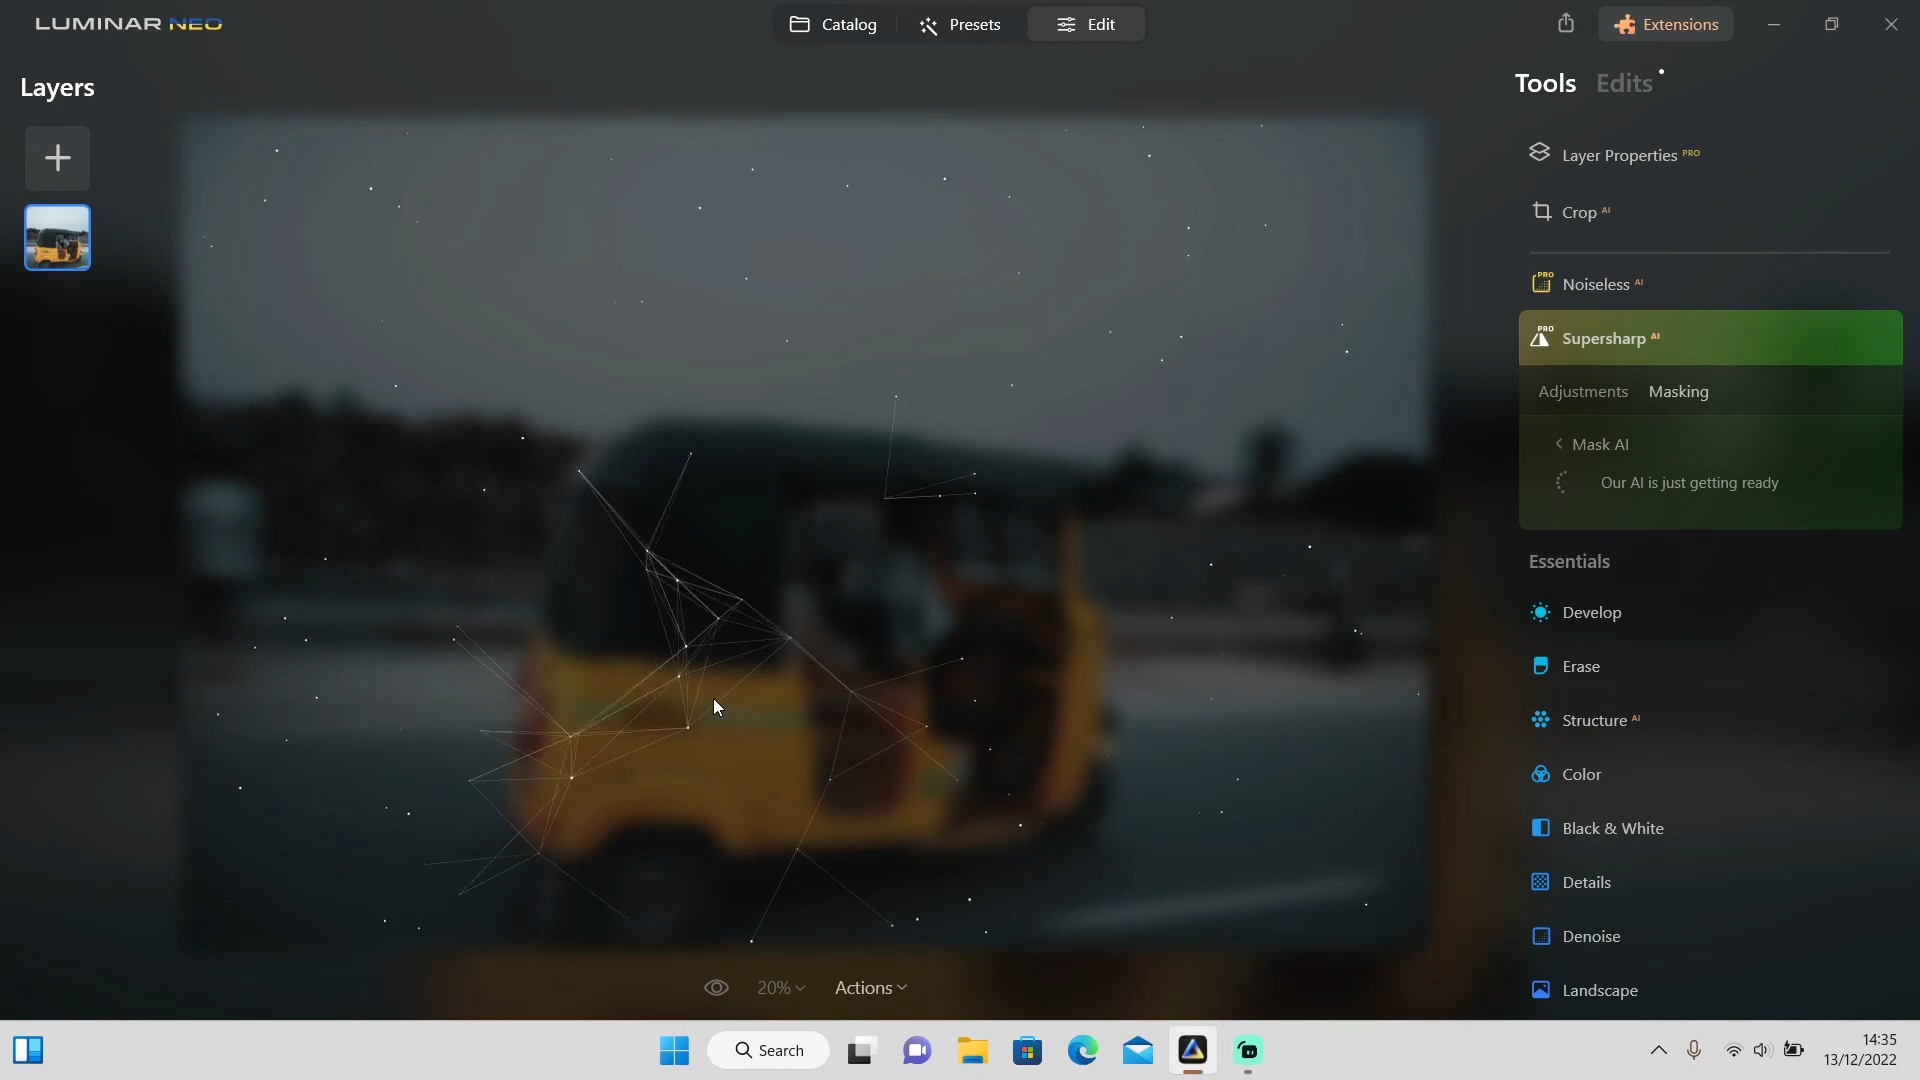 LUMINAR NEO
Catalog
Presets
Edit
Extensions
Layers
Tools Edits
Layer Properties PRO
Crop AI
PRO
Noiseless AI
PRO
Supersharp AI
Adjustments Masking
Mask AI
Our AI is just getting ready
Essentials
Develop
Erase
Structure AI
Color
Black & White
Details
Denoise
Landscape
20%
Actions
Search
14:35
13/12/2022